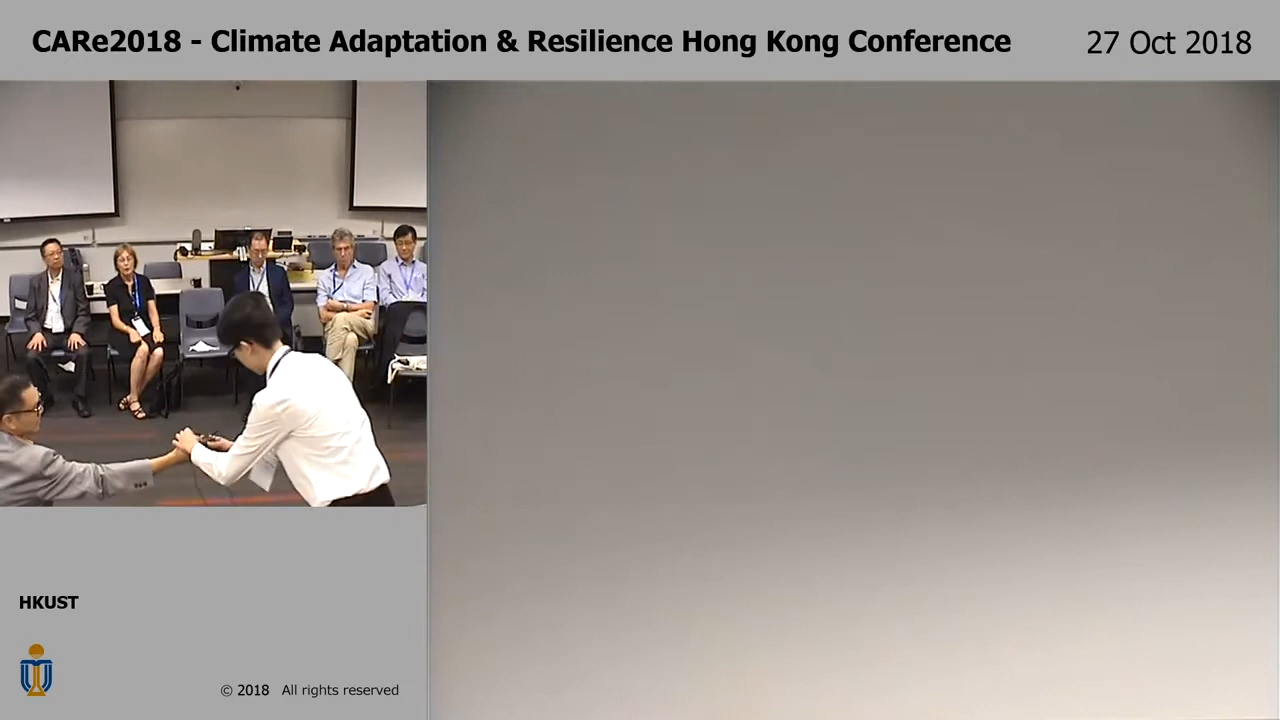 CARe2018 - Climate Adaptation & Resilience Hong Kong Conference
27 Oct 2018
HKUST
© 2018 All rights reserved